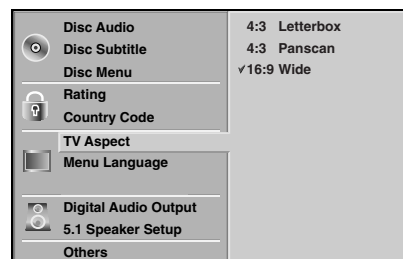 Disc Audio
Disc Subtitle
Disc Menu
Rating
Country Code
TV Aspect
Menu Language
Digital Audio Output
5.1 Speaker Setup
Others
4:3 Letterbox
4:3 Panscan
✓16:9 Wide